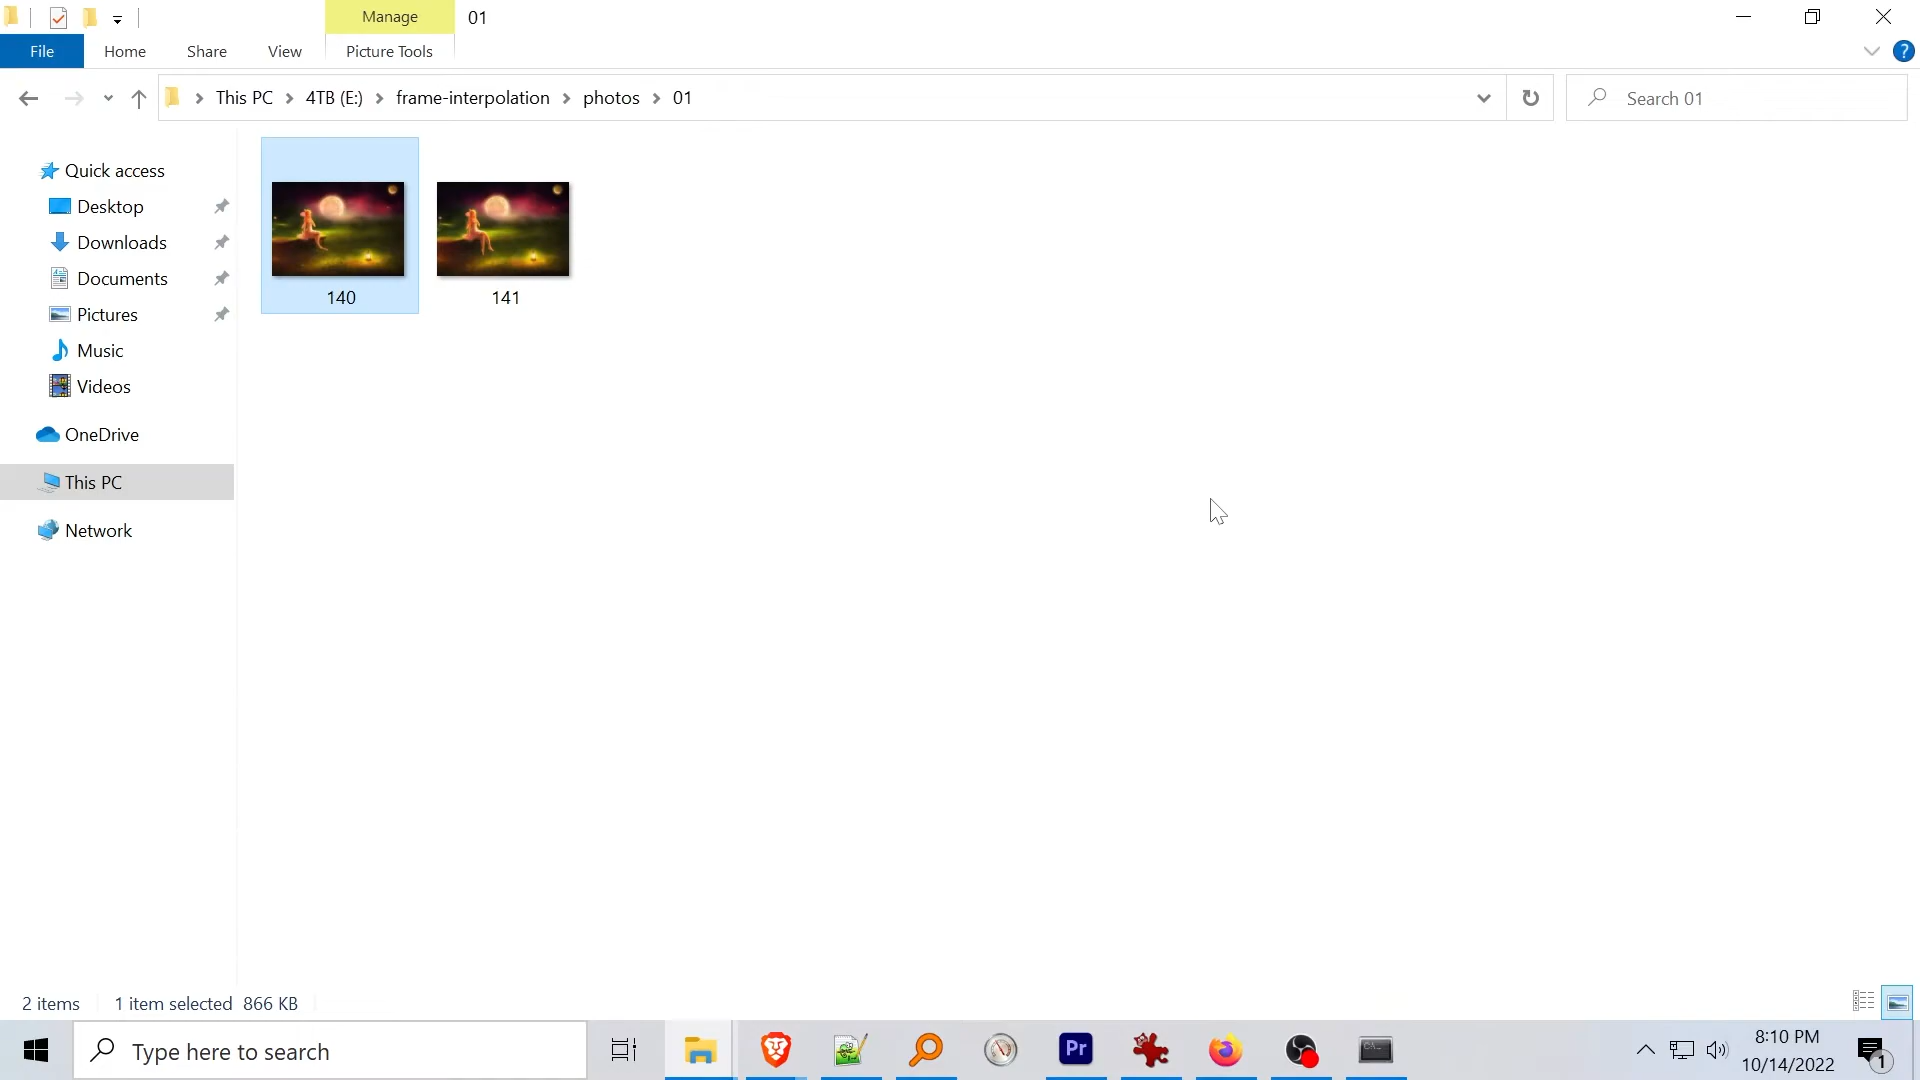 Manage 01
File Home Share View Picture Tools ?
This PC 4TB (E:) frame-interpolation photos 01 Search 01
Quick access
Desktop
Downloads
Documents
Pictures
Music
Videos
OneDrive
This PC
Network
140 141
2 items 1 item selected 866 KB
Type here to search Pr 8:10 PM
10/14/2022 1